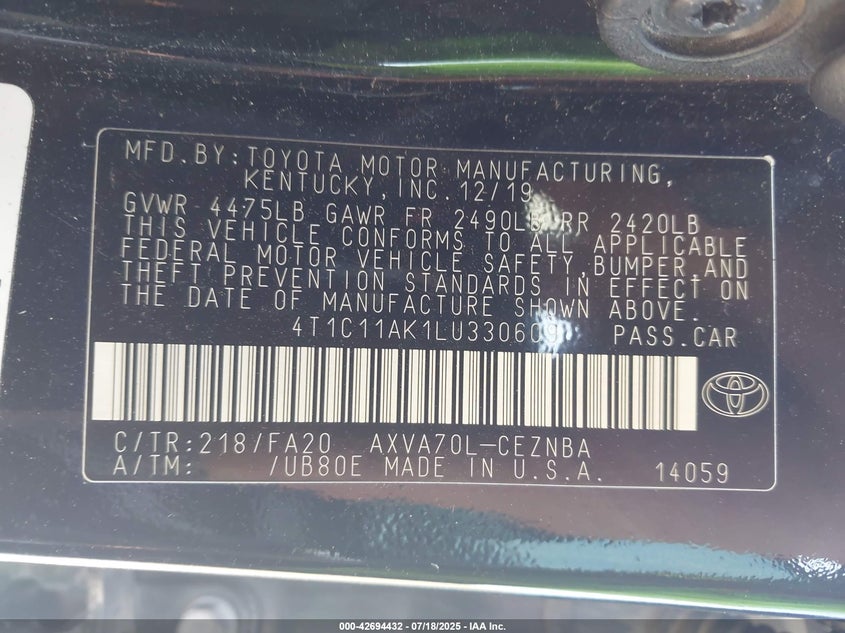 MFD.BY:TOYOTA MOTOR MANUFACTURING,
KENTUCKY,INC.12/19
GVWR 4475LB GAWR FR 2490LB RR 2420LB
THIS VEHICLE CONFORMS TO ALL APPLICABLE
FEDERAL MOTOR VEHICLE SAFETY,BUMPER,AND
THEFT PREVENTION STANDARDS IN EFFECT ON
THE DATE OF MANUFACTURE SHOWN ABOVE.
4T1C11AK1LU330609 PASS.CAR
C/TR:218/FA20 AXVA70L-CEZNBA
A/TM: /UB80E MADE IN U.S.A. 14059
000-42694432 - 07/18/2025 - IAA Inc.